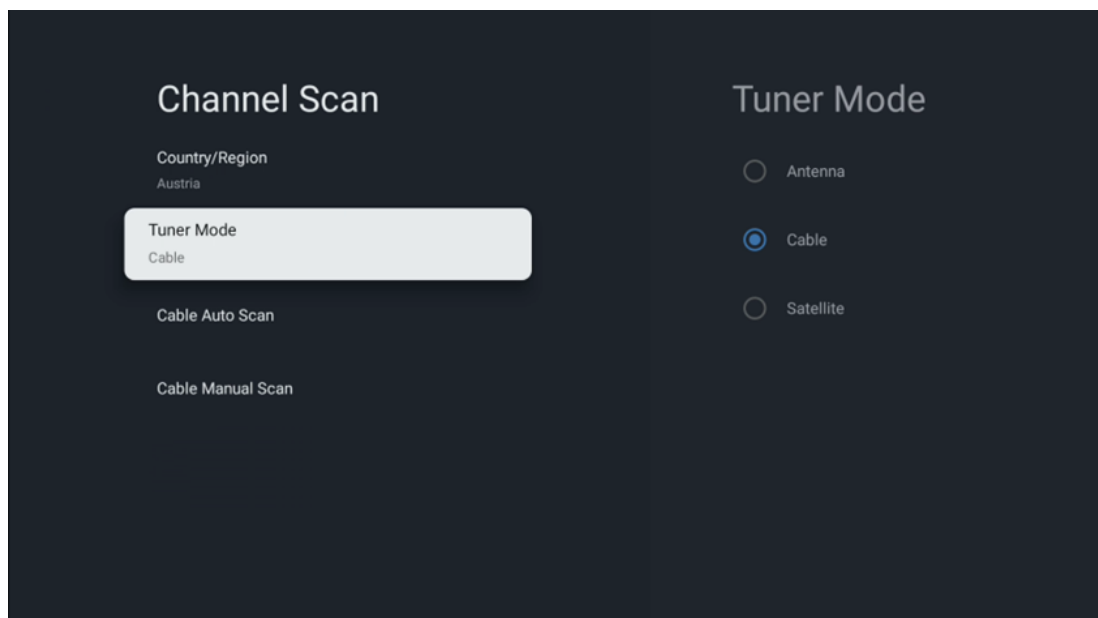 Channel Scan
Country/Region
Austria
Tuner Mode
Cable
Cable Auto Scan
Cable Manual Scan
Tuner Mode
Antenna
Cable
Satellite